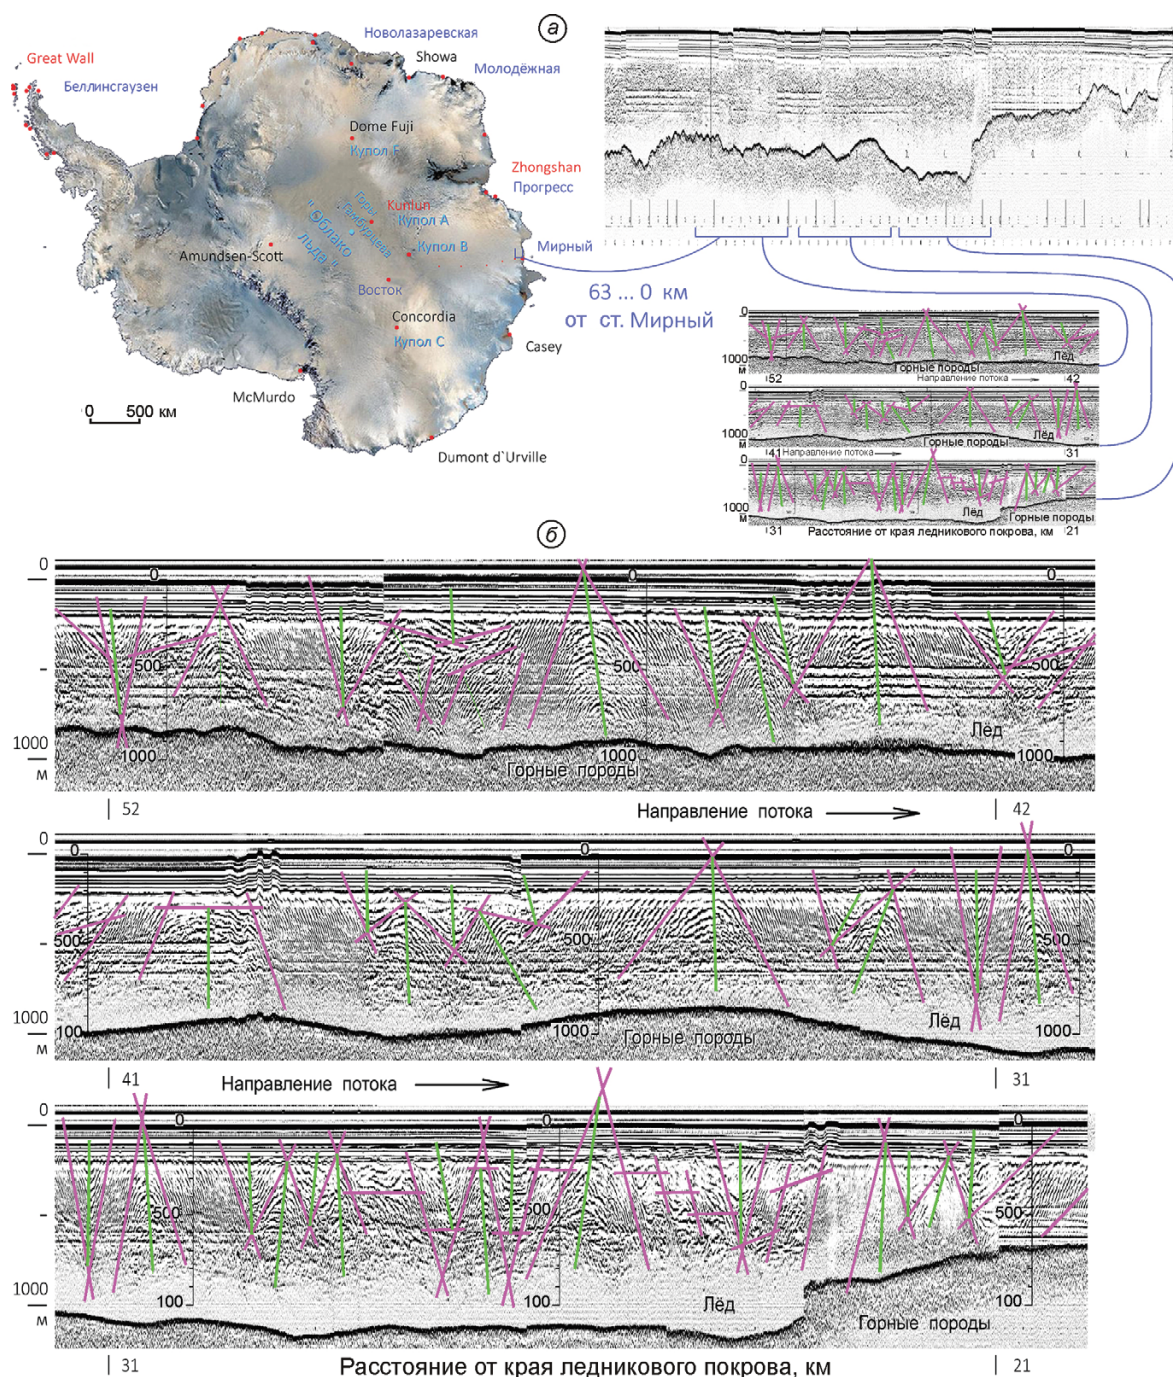 а
Новолазаревская
Great Wall
Showa
Беллинсгаузен
Молодёжная
Dome Fuji
Купол F
Zhongshan
Прогресс
Kunlun
Горы
Гамбурцева
Купол A
"Облако
льда"
Купол B
Мирный
Amundsen-Scott
Восток
63 ... 0 км
от ст. Мирный
Concordia
Купол C
Casey
McMurdo
0 500 км
Dumont d`Urville
0
Лёд
1000
м
Горные породы
52
Направление потока
42
0
Лёд
1000
м
Горные породы
41
Направление потока
31
0
1000
м
Лёд
Горные породы
31
21
Расстояние от края ледникового покрова, км
б
0
0
0
0
500
500
500
Лёд
1000
м
1000
1000
1000
Горные породы
52
Направление потока
42
0
0
0
0
500
500
500
1000
м
100
1000
1000
Лёд
Горные породы
41
Направление потока
31
0
0
0
0
500
500
500
1000
100
100
100
м
Лёд
Горные породы
31
Расстояние от края ледникового покрова, км
21